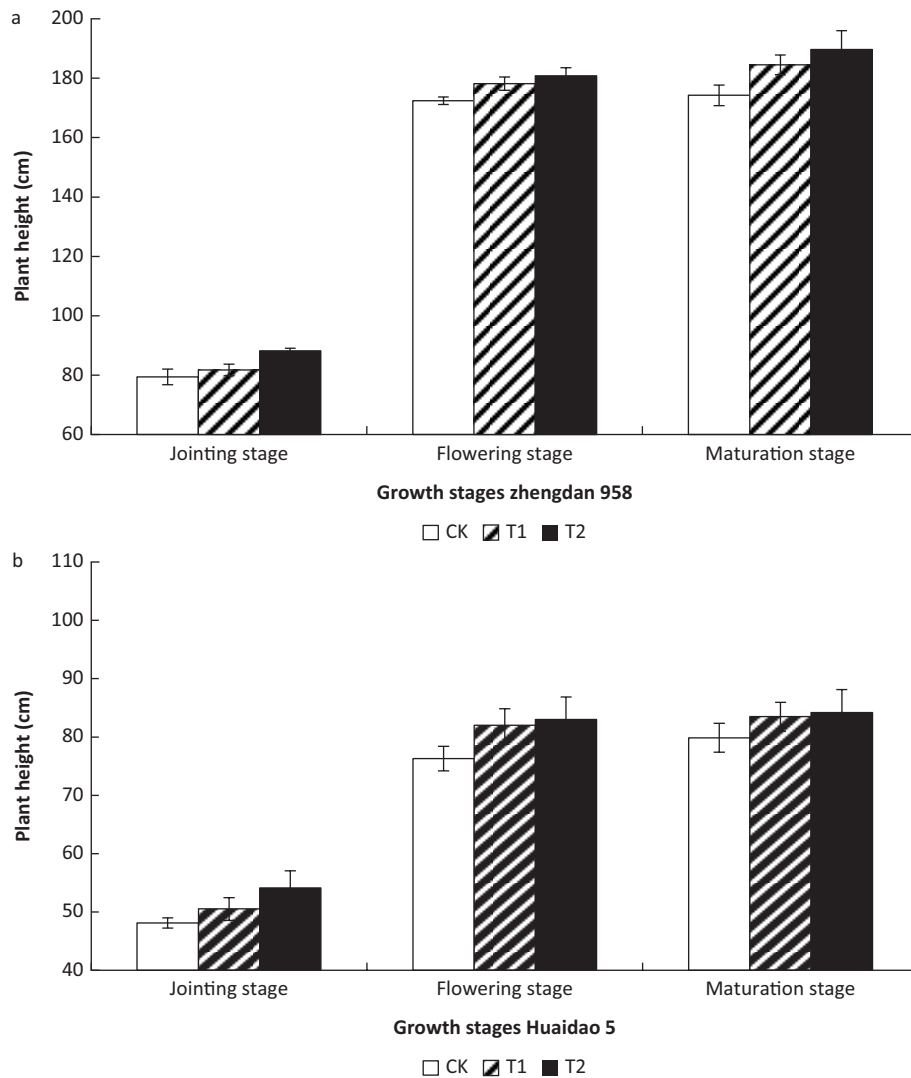 a
200
180
160
140
120
100
80
60
Plant height (cm)
Jointing stage Flowering stage Maturation stage
Growth stages zhengdan 958
CK T1 T2
b
110
100
90
80
70
60
50
40
Plant height (cm)
Jointing stage Flowering stage Maturation stage
Growth stages Huaidao 5
CK T1 T2